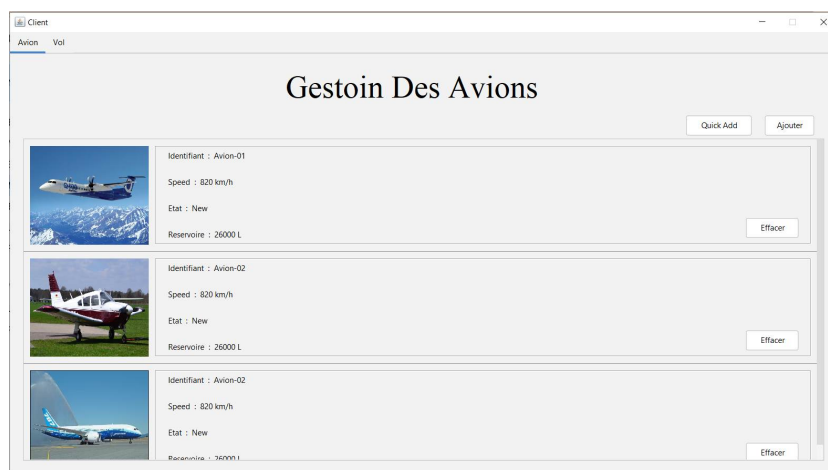 Client
Avion Vol
Gestoin Des Avions
Quick Add Ajouter
Identifiant : Avion-01
Speed : 820 km/h
Etat : New
Reservoire : 26000 L
Effacer
Identifiant : Avion-02
Speed : 820 km/h
Etat : New
Reservoire : 26000 L
Effacer
Identifiant : Avion-02
Speed : 820 km/h
Etat : New
Reservoire : 26000 L
Effacer